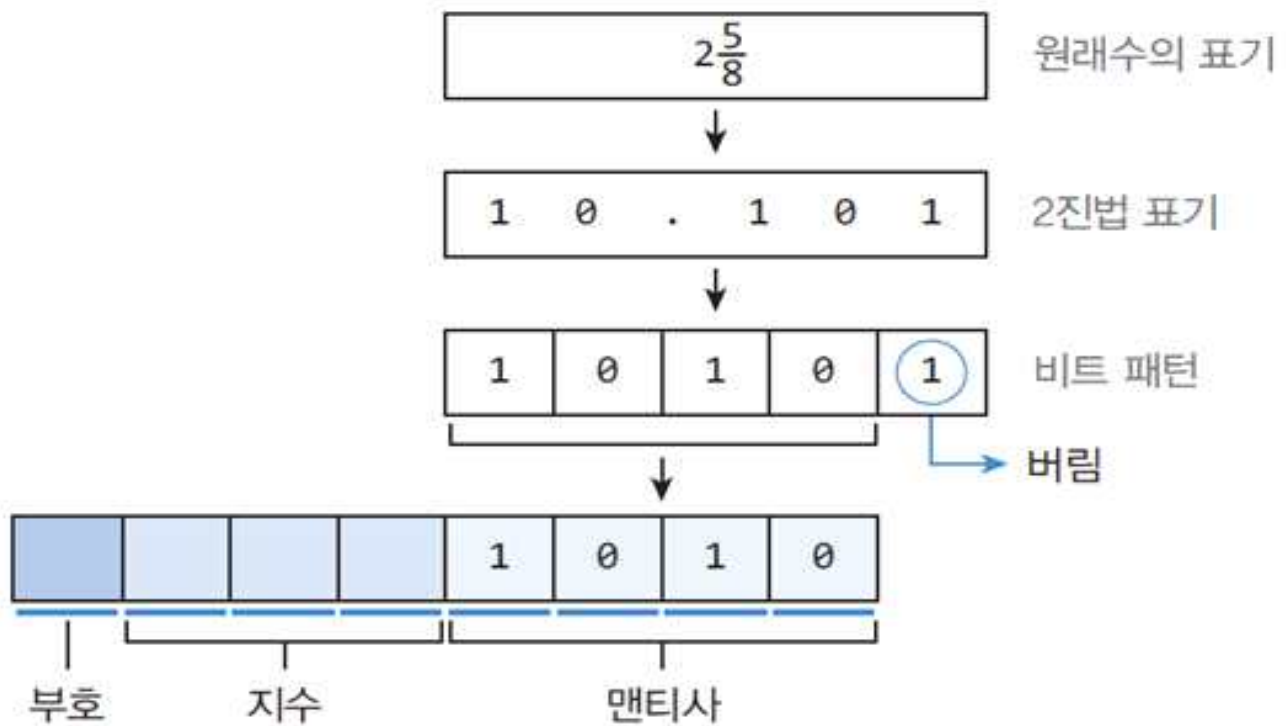 2 5/8 원래수의 표기
1 0 . 1 0 1 2진법 표기
1 0 1 0 1 비트 패턴
버림
1 0 1 0
부호 지수 맨티사